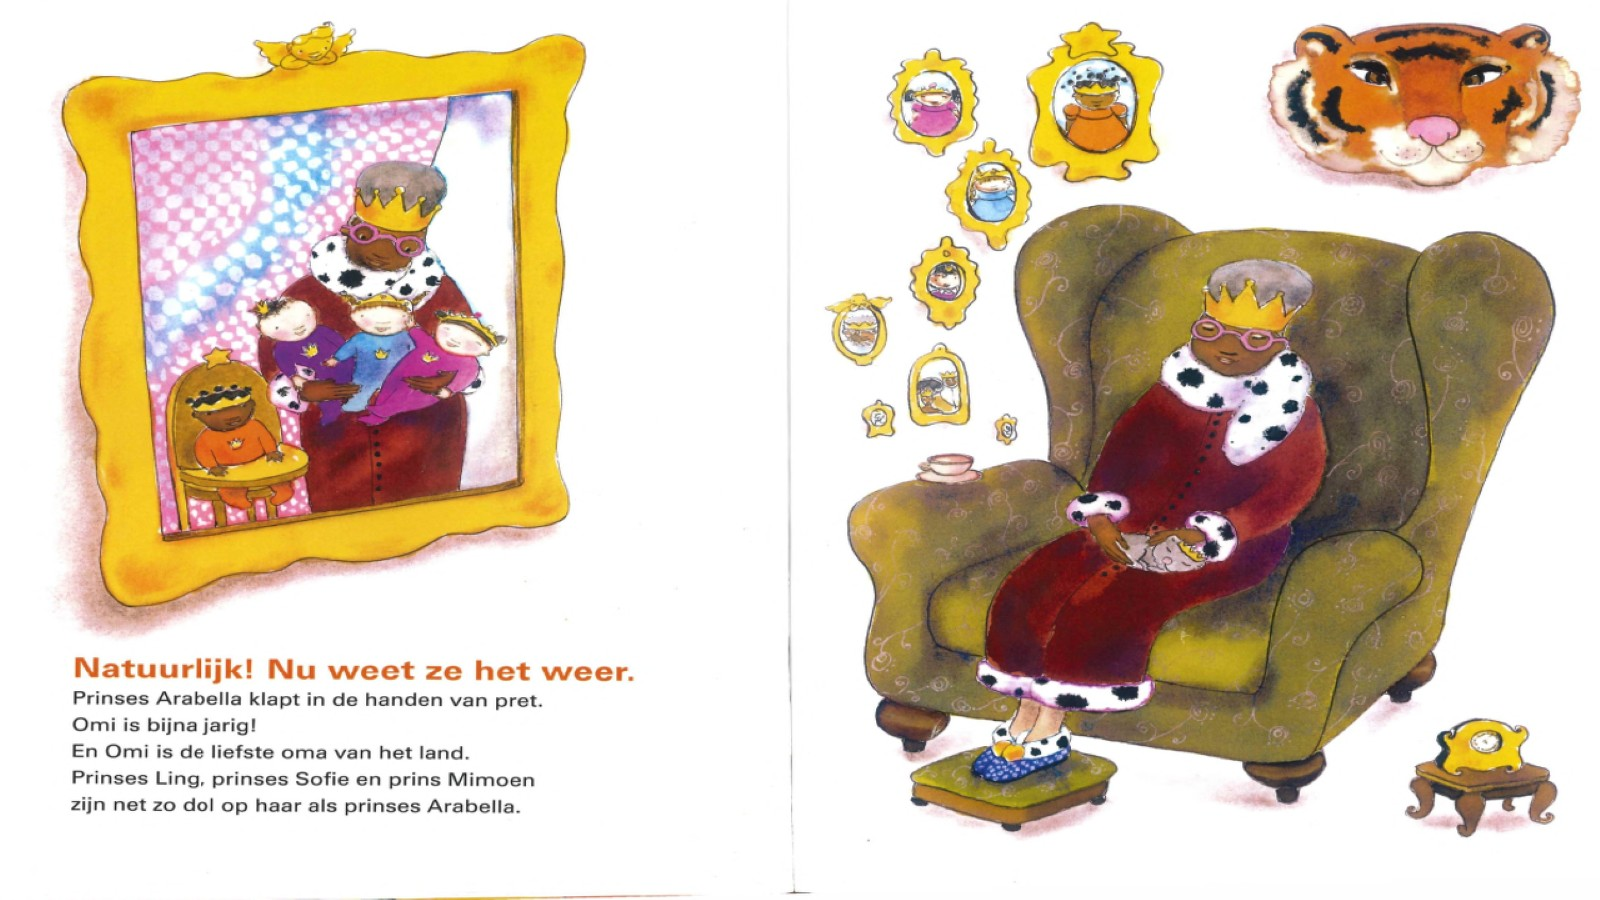 Natuurlijk! Nu weet ze het weer.
Prinses Arabella klapt in de handen van pret.
Omi is bijna jarig!
En Omi is de liefste oma van het land.
Prinses Ling, prinses Sofie en prins Mimoen
zijn net zo dol op haar als prinses Arabella.